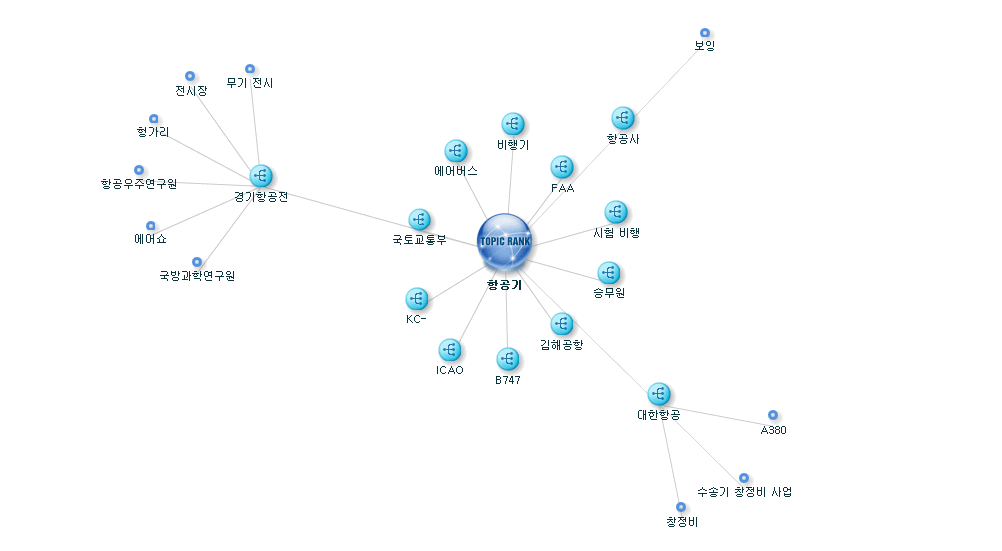 보잉
무기 전시
전시장
항공사
헝가리
비행기
에어버스
항공우주연구원
FAA
경기항공전
시험 비행
에어쇼
국토교통부
TOPIC RANK
국방과학연구원
항공기
승무원
KC-
김해공항
ICAO
B747
대한항공
A380
수송기 창정비 사업
창정비